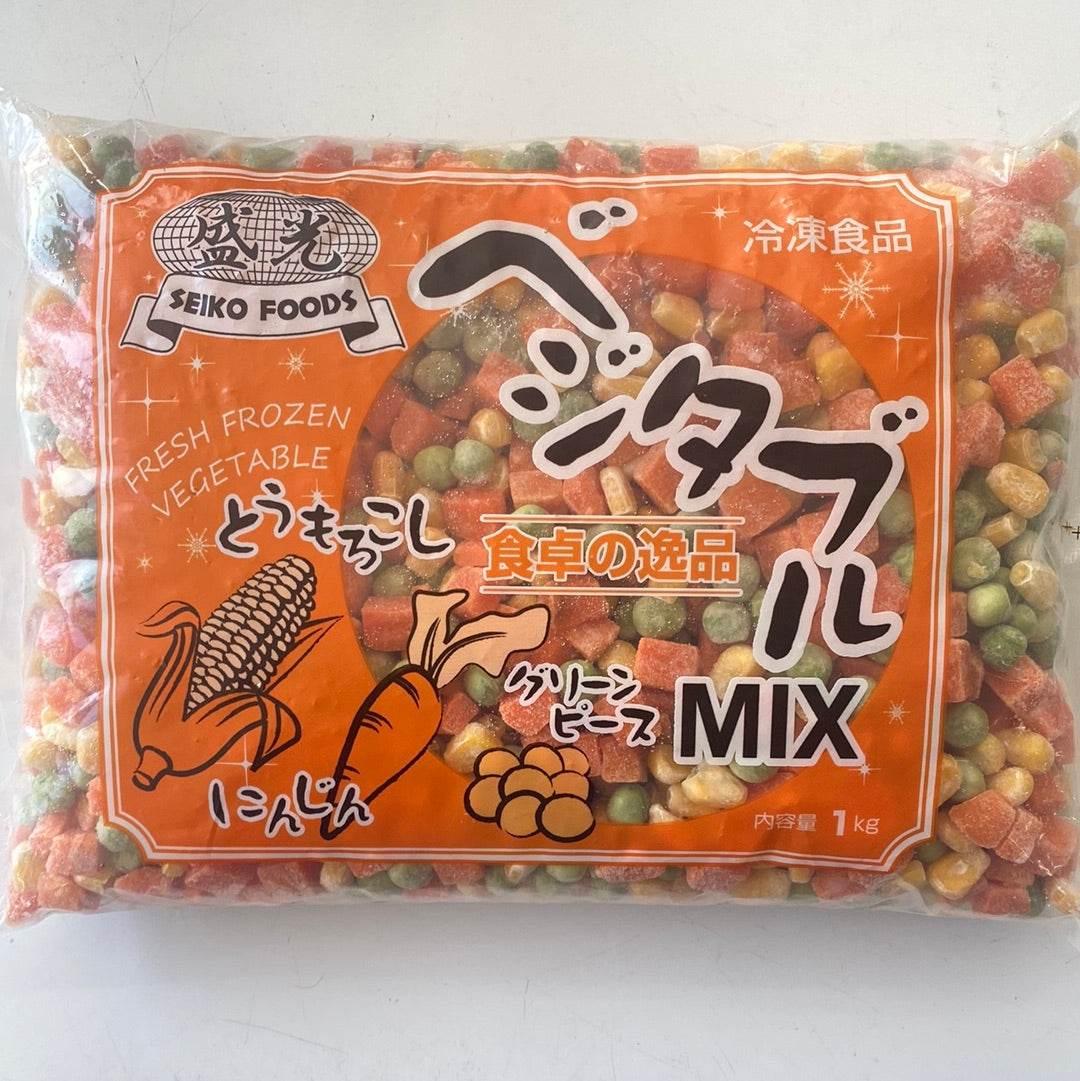 盛光
SEIKO FOODS
冷凍食品
ベジタブル
MIX
FRESH FROZEN
VEGETABLE
とうもろこし
食卓の逸品
グリーン
ピース
にんじん
内容量 1kg